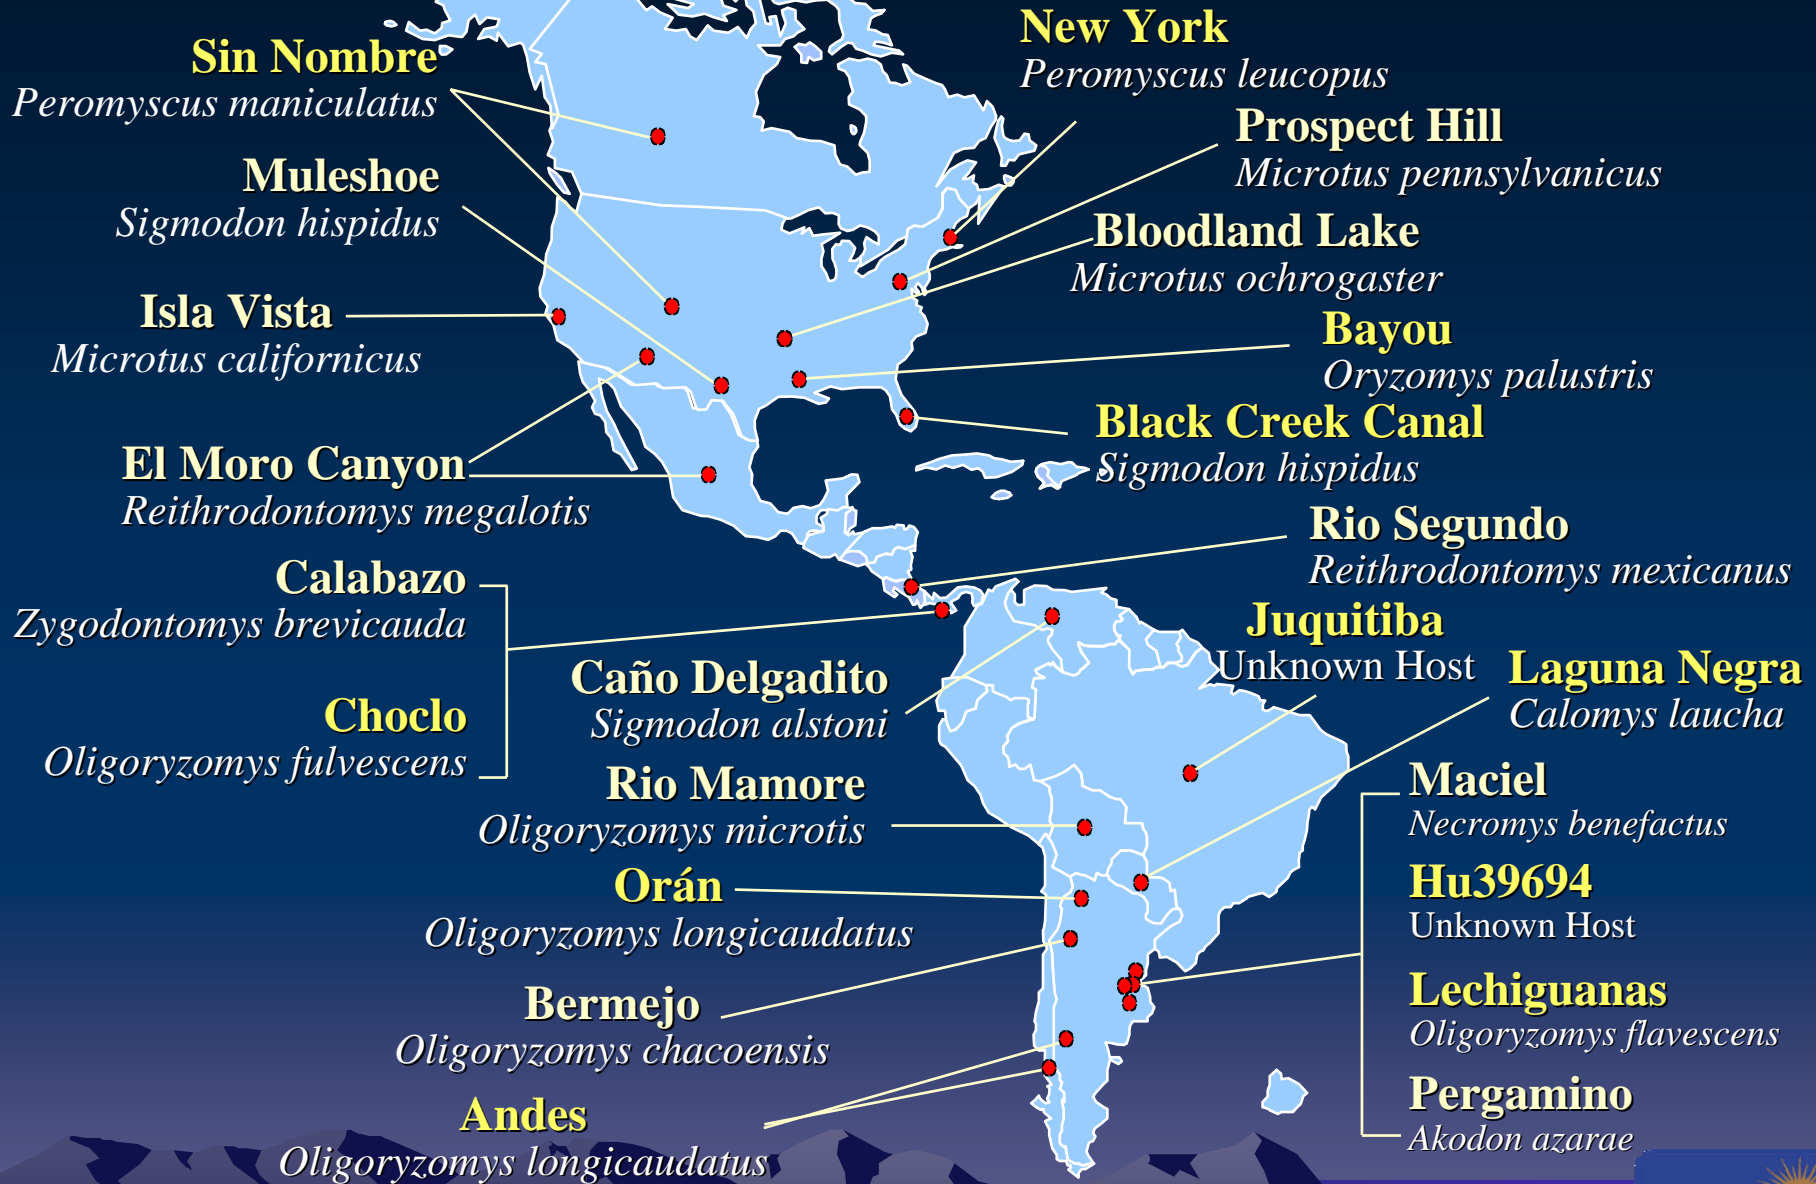 Sin Nombre
Peromyscus maniculatus
Muleshoe
Sigmodon hispidus
Isla Vista
Microtus californicus
El Moro Canyon
Reithrodontomys megalotis
Calabazo
Zygodontomys brevicauda
Choclo
Oligoryzomys fulvescens
Caño Delgadito
Sigmodon alstoni
Rio Mamore
Oligoryzomys microtis
Orán
Oligoryzomys longicaudatus
Bermejo
Oligoryzomys chacoensis
Andes
Oligoryzomys longicaudatus
New York
Peromyscus leucopus
Prospect Hill
Microtus pennsylvanicus
Bloodland Lake
Microtus ochrogaster
Bayou
Oryzomys palustris
Black Creek Canal
Sigmodon hispidus
Rio Segundo
Reithrodontomys mexicanus
Juquitiba
Unknown Host
Laguna Negra
Calomys laucha
Maciel
Necromys benefactus
Hu39694
Unknown Host
Lechiguanas
Oligoryzomys flavescens
Pergamino
Akodon azarae